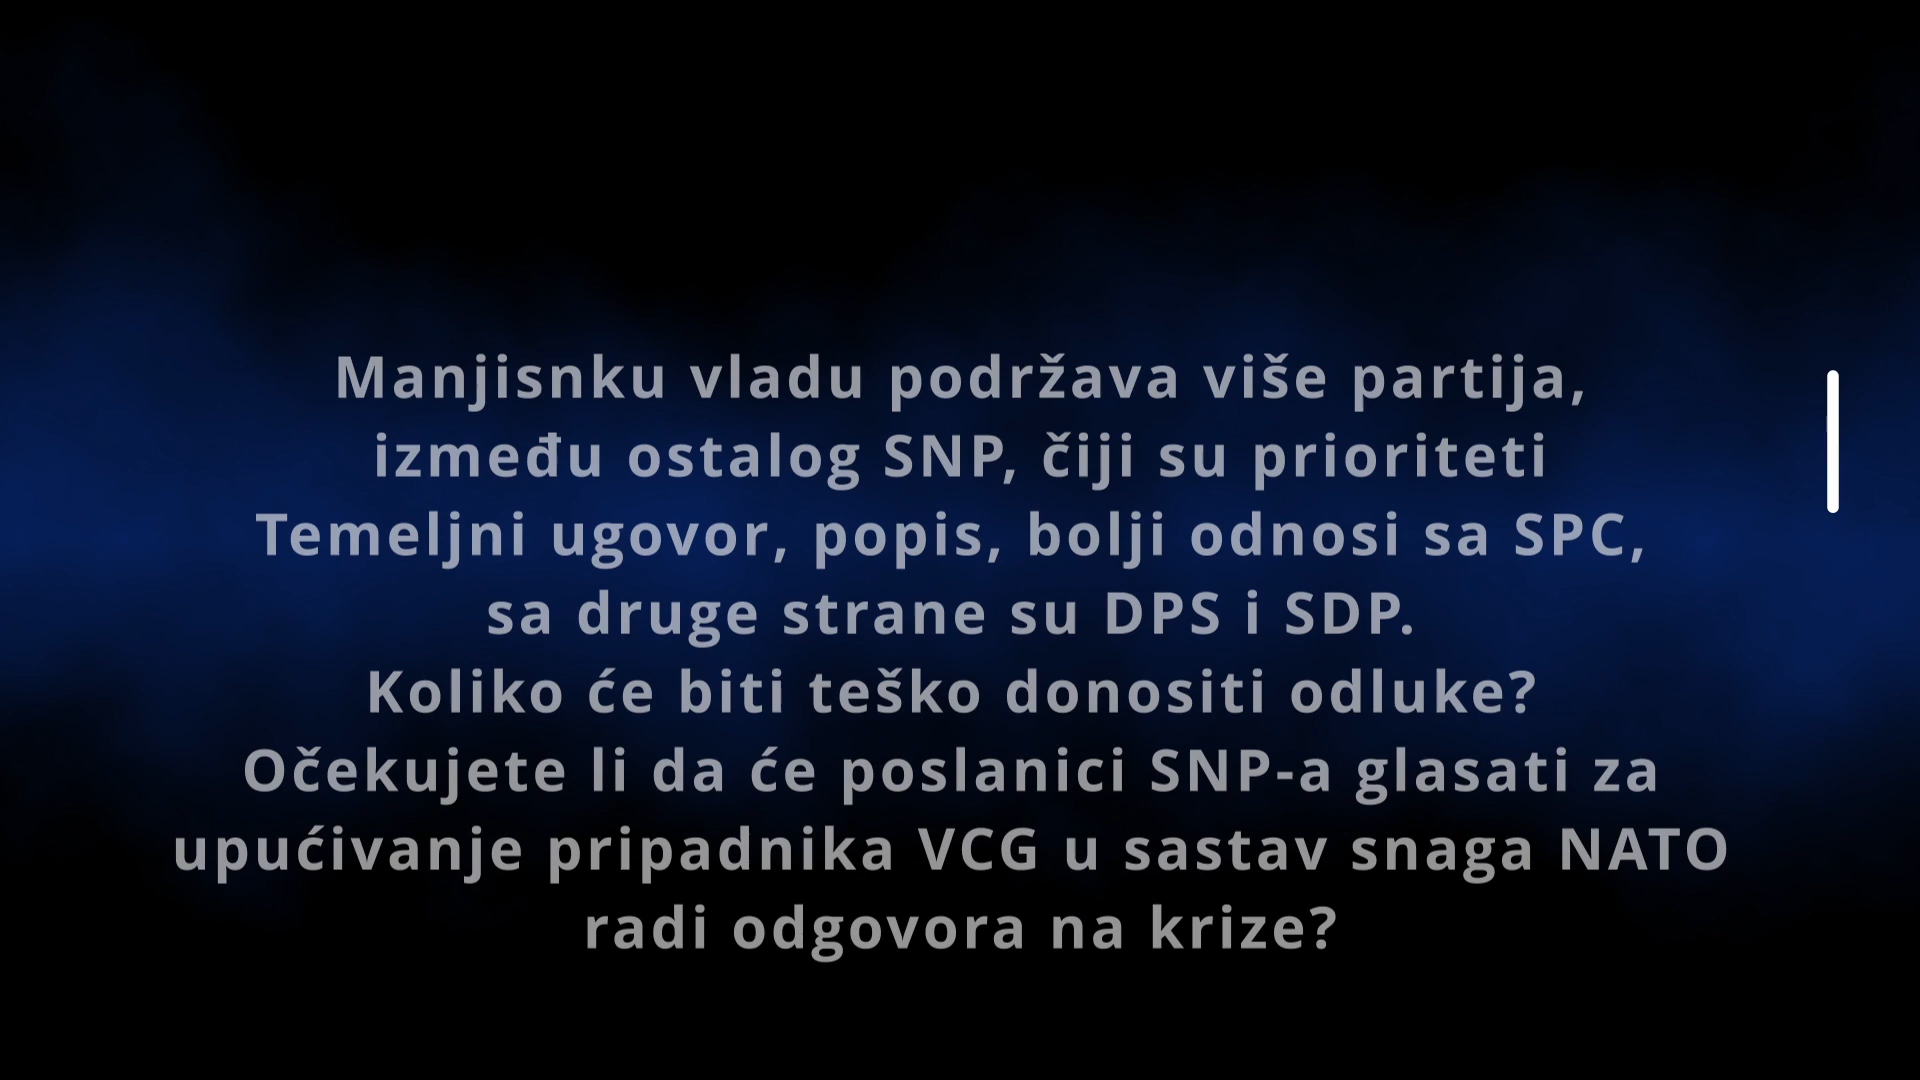 Manjisnku vladu podržava više partija,
između ostalog SNP, čiji su prioriteti
Temeljni ugovor, popis, bolji odnosi sa SPC,
sa druge strane su DPS i SDP.
Koliko će biti teško donositi odluke?
Očekujete li da će poslanici SNP-a glasati za
upućivanje pripadnika VCG u sastav snaga NATO
radi odgovora na krize?